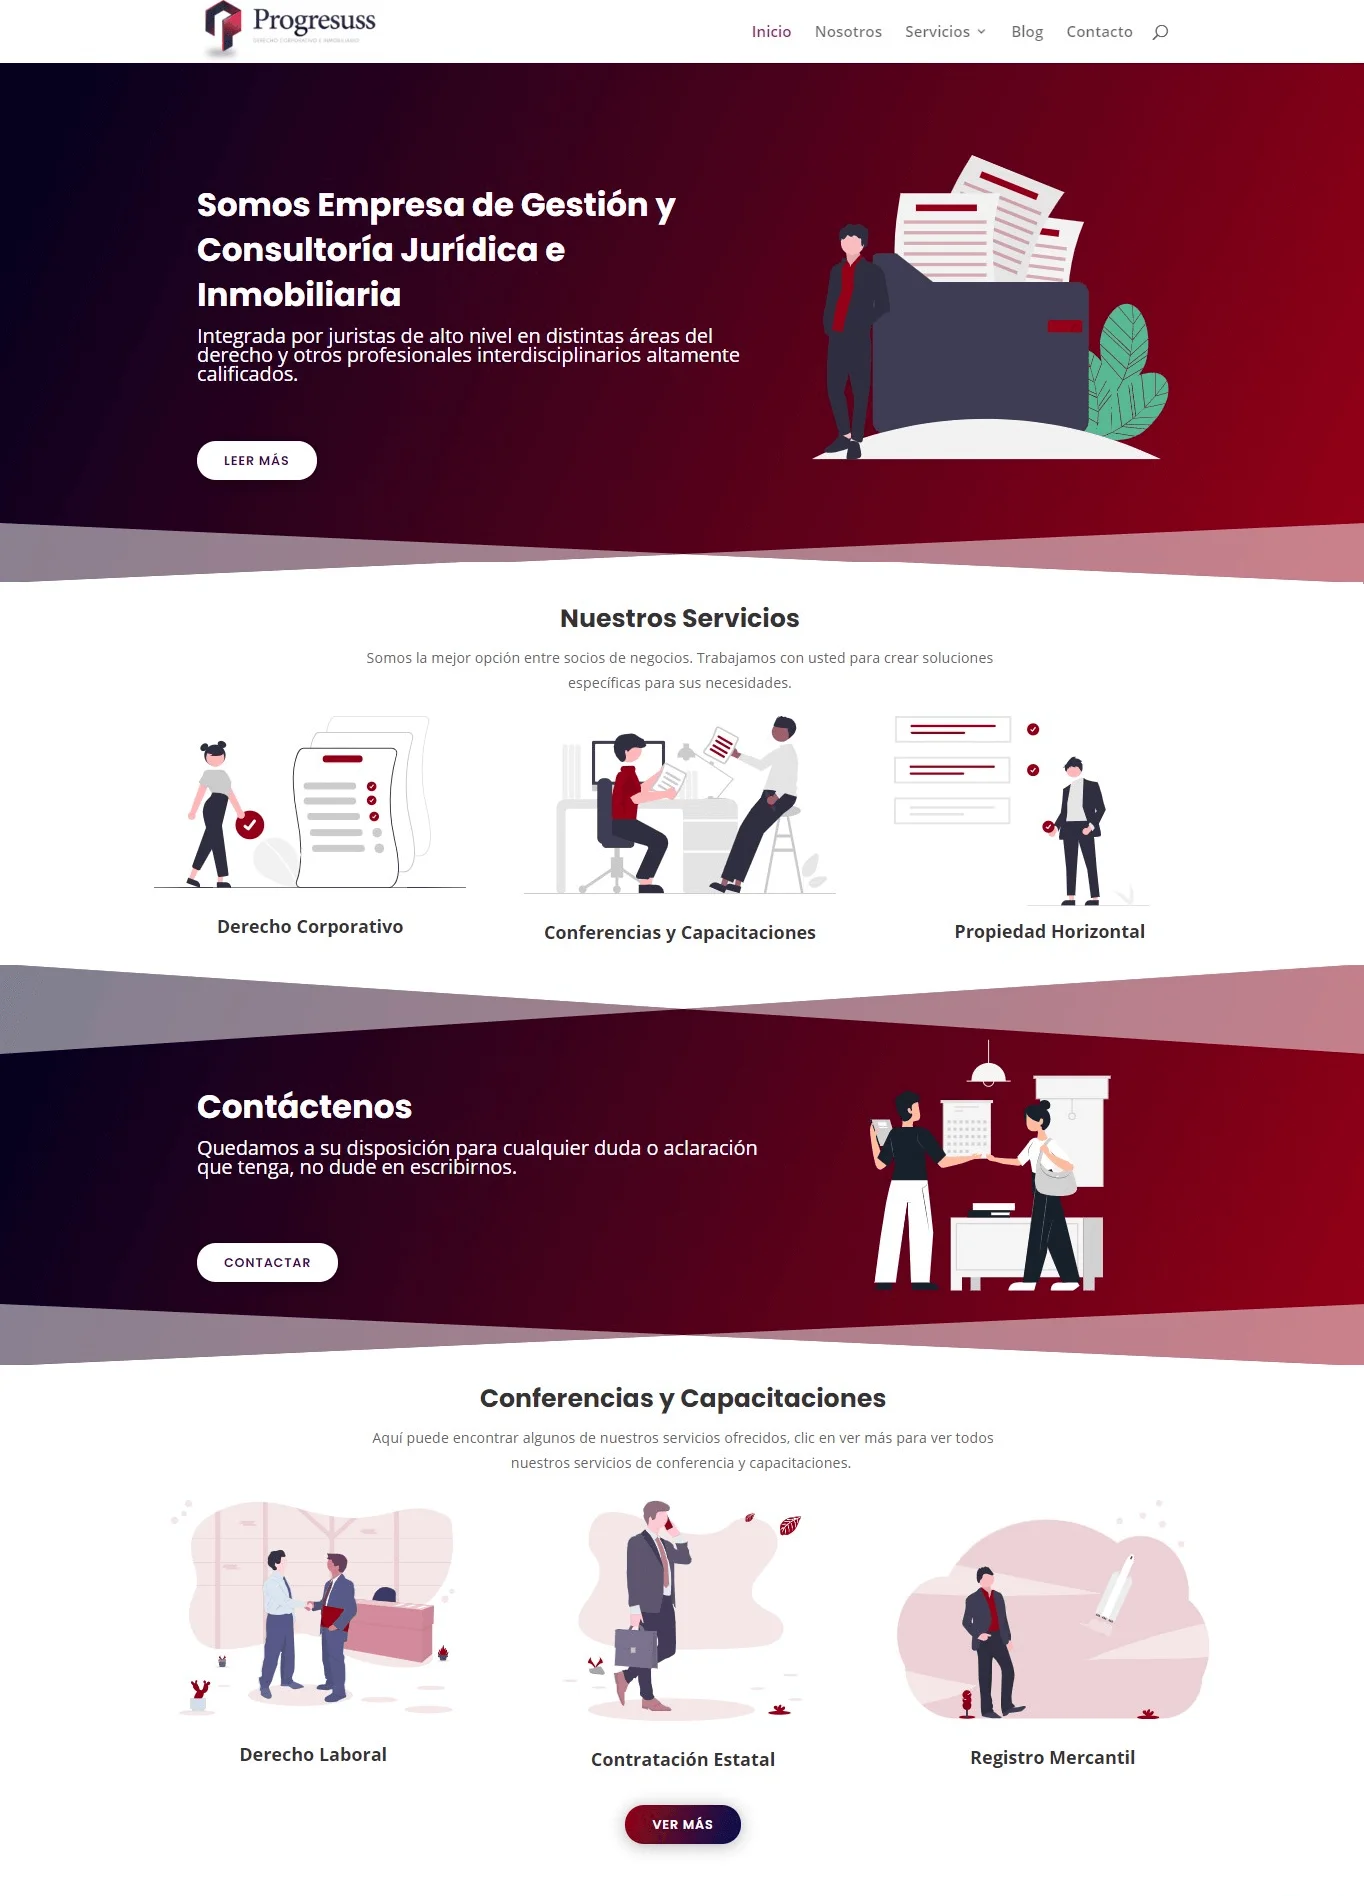 Progresuss
DERECHO CORPORATIVO E INMOBILIARIO
Inicio
Nosotros
Servicios
Blog
Contacto
Somos Empresa de Gestión y
Consultoría Jurídica e
Inmobiliaria
Integrada por juristas de alto nivel en distintas áreas del
derecho y otros profesionales interdisciplinarios altamente
calificados.
LEER MÁS
Nuestros Servicios
Somos la mejor opción entre socios de negocios. Trabajamos con usted para crear soluciones
específicas para sus necesidades.
Derecho Corporativo
Conferencias y Capacitaciones
Propiedad Horizontal
Contáctenos
Quedamos a su disposición para cualquier duda o aclaración
que tenga, no dude en escribirnos.
CONTACTAR
Conferencias y Capacitaciones
Aquí puede encontrar algunos de nuestros servicios ofrecidos, clic en ver más para ver todos
nuestros servicios de conferencia y capacitaciones.
Derecho Laboral
Contratación Estatal
Registro Mercantil
VER MÁS